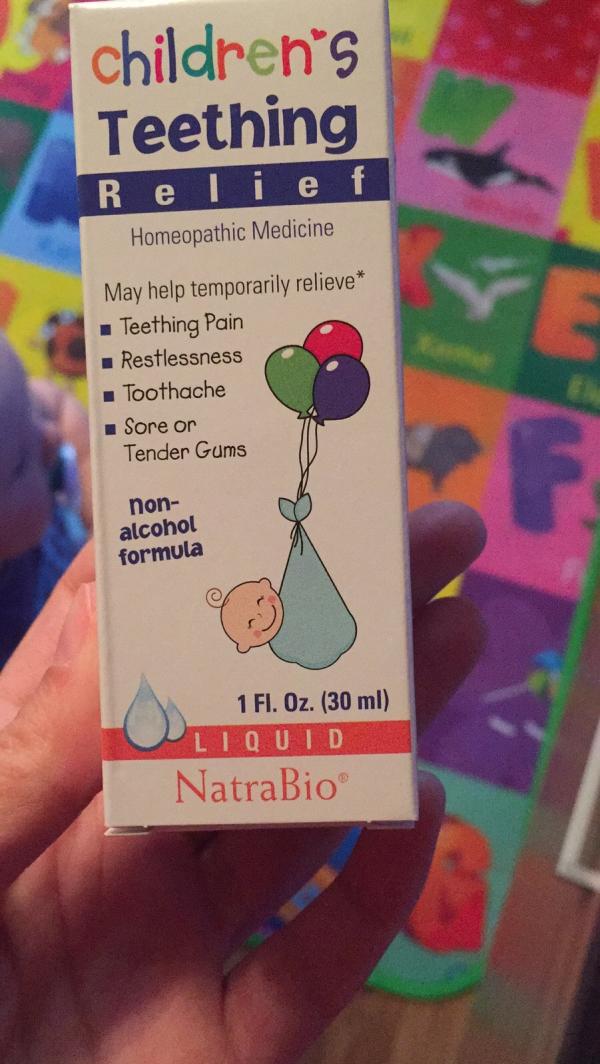 children's
Teething
Relief
Homeopathic Medicine
May help temporarily relieve*
Teething Pain
Restlessness
Toothache
Sore or
Tender Gums
non-
alcohol
formula
1 Fl. Oz. (30 ml)
LIQUID
NatraBio®
W
X
E
F